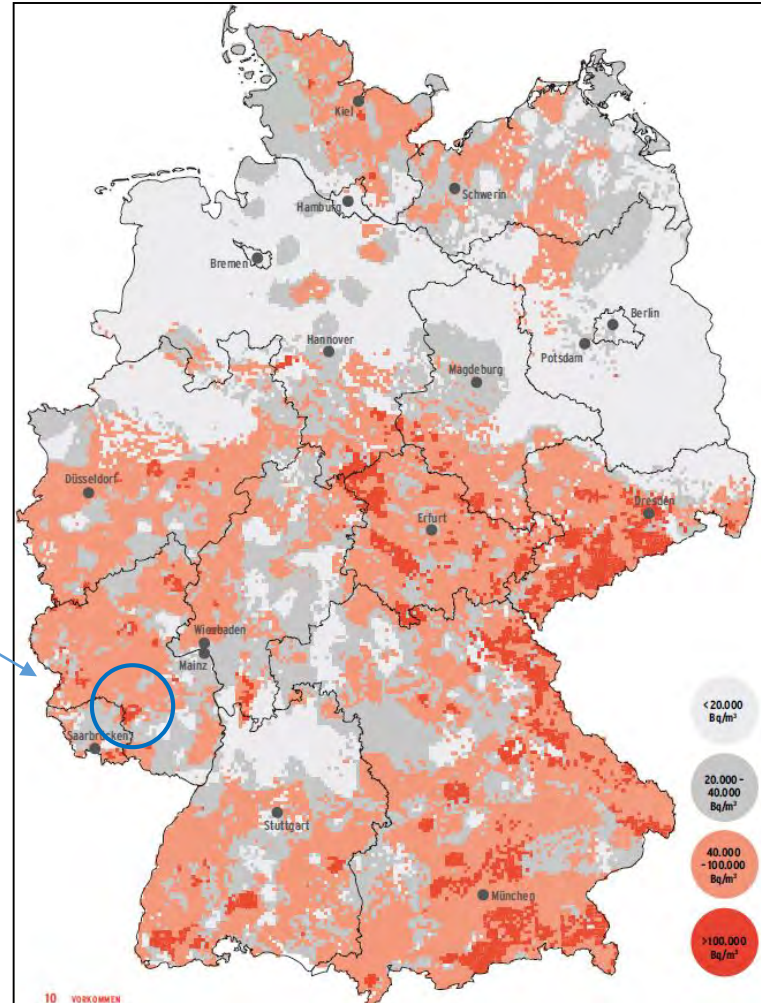 Kiel
Schwerin
Hamburg
Bremen
Berlin
Hannover
Potsdam
Magdeburg
Düsseldorf
Dresden
Erfurt
Wiesbaden
Mainz
Saarbrücken
Stuttgart
München
<20.000
Bq/m³
20.000 -
40.000
Bq/m³
40.000
-100.000
Bq/m³
>100.000
Bq/m³
10 VORKOMMEN